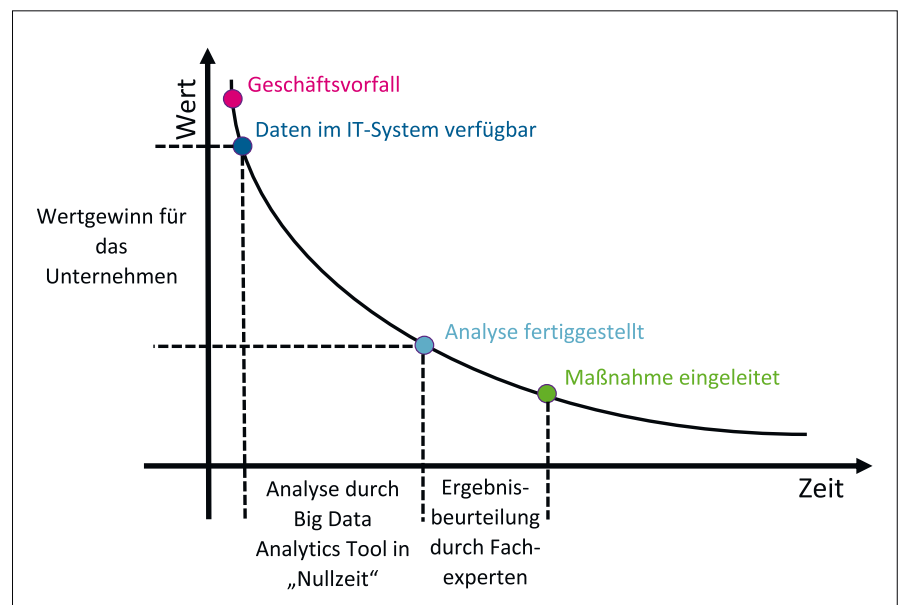 Wert
Geschäftsvorfall
Daten im IT-System verfügbar
Wertgewinn für
das
Unternehmen
Analyse fertiggestellt
Maßnahme eingeleitet
Zeit
Analyse durch
Big Data
Analytics Tool in
„Nullzeit“
Ergebnis-
beurteilung
durch Fach-
experten